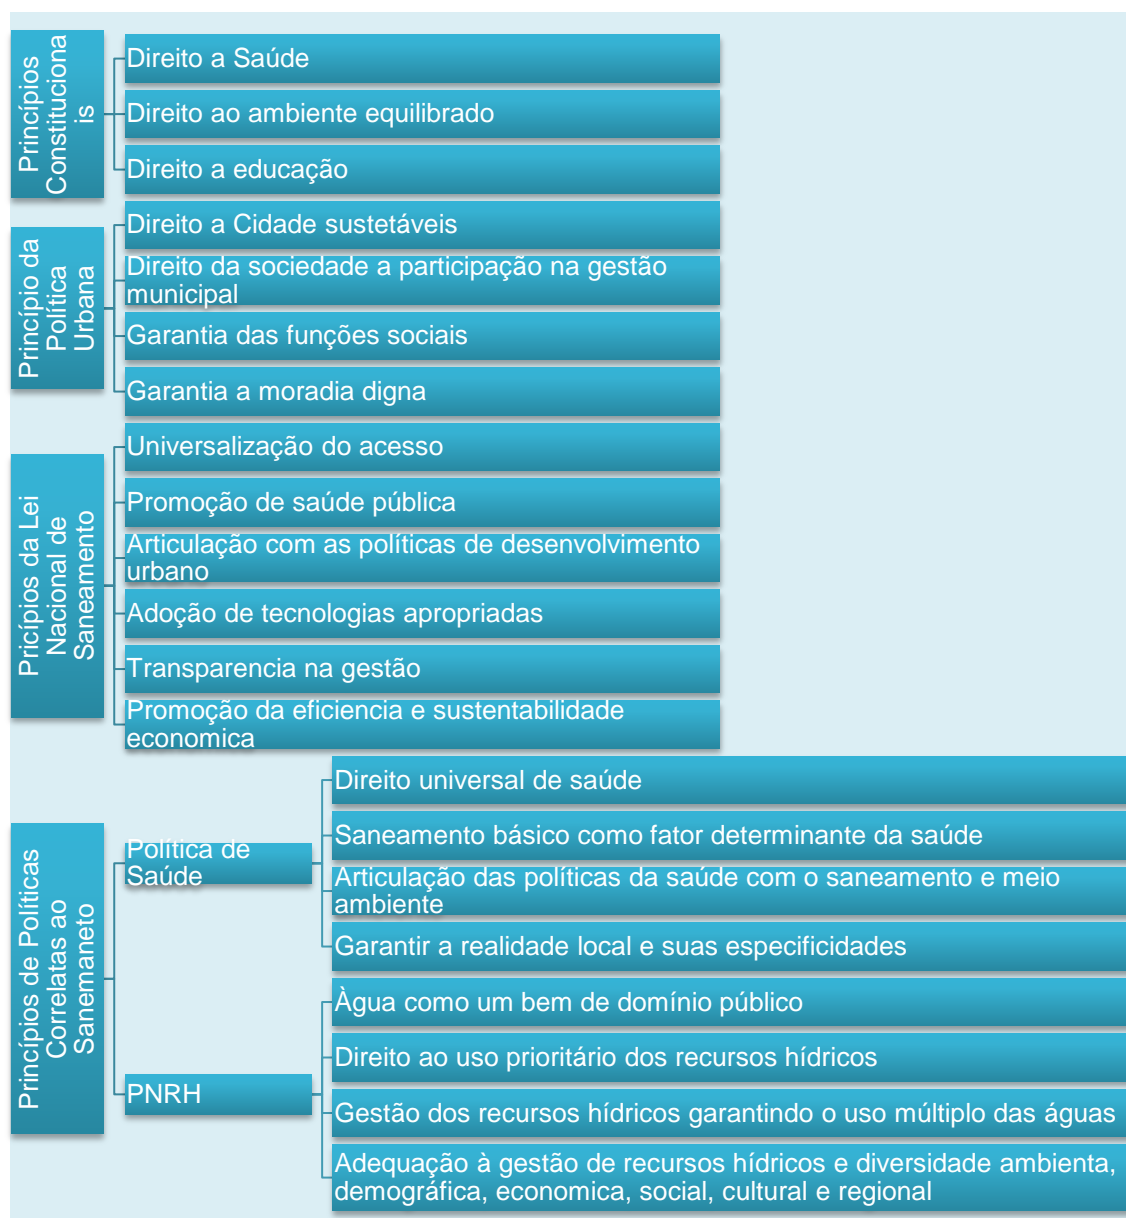 Princípios
Constituciona
is
Direito a Saúde
Direito ao ambiente equilibrado
Direito a educação
Princípio da
Política
Urbana
Direito a Cidade sustetáveis
Direito da sociedade a participação na gestão
municipal
Garantia das funções sociais
Garantia a moradia digna
Pricípios da Lei
Nacional de
Saneamento
Universalização do acesso
Promoção de saúde pública
Articulação com as políticas de desenvolvimento
urbano
Adoção de tecnologias apropriadas
Transparencia na gestão
Promoção da eficiencia e sustentabilidade
economica
Princípios de Políticas
Correlatas ao
Sanemaneto
Política de
Saúde
Direito universal de saúde
Saneamento básico como fator determinante da saúde
Articulação das políticas da saúde com o saneamento e meio
ambiente
Garantir a realidade local e suas especificidades
PNRH
Àgua como um bem de domínio público
Direito ao uso prioritário dos recursos hídricos
Gestão dos recursos hídricos garantindo o uso múltiplo das águas
Adequação à gestão de recursos hídricos e diversidade ambienta,
demográfica, economica, social, cultural e regional